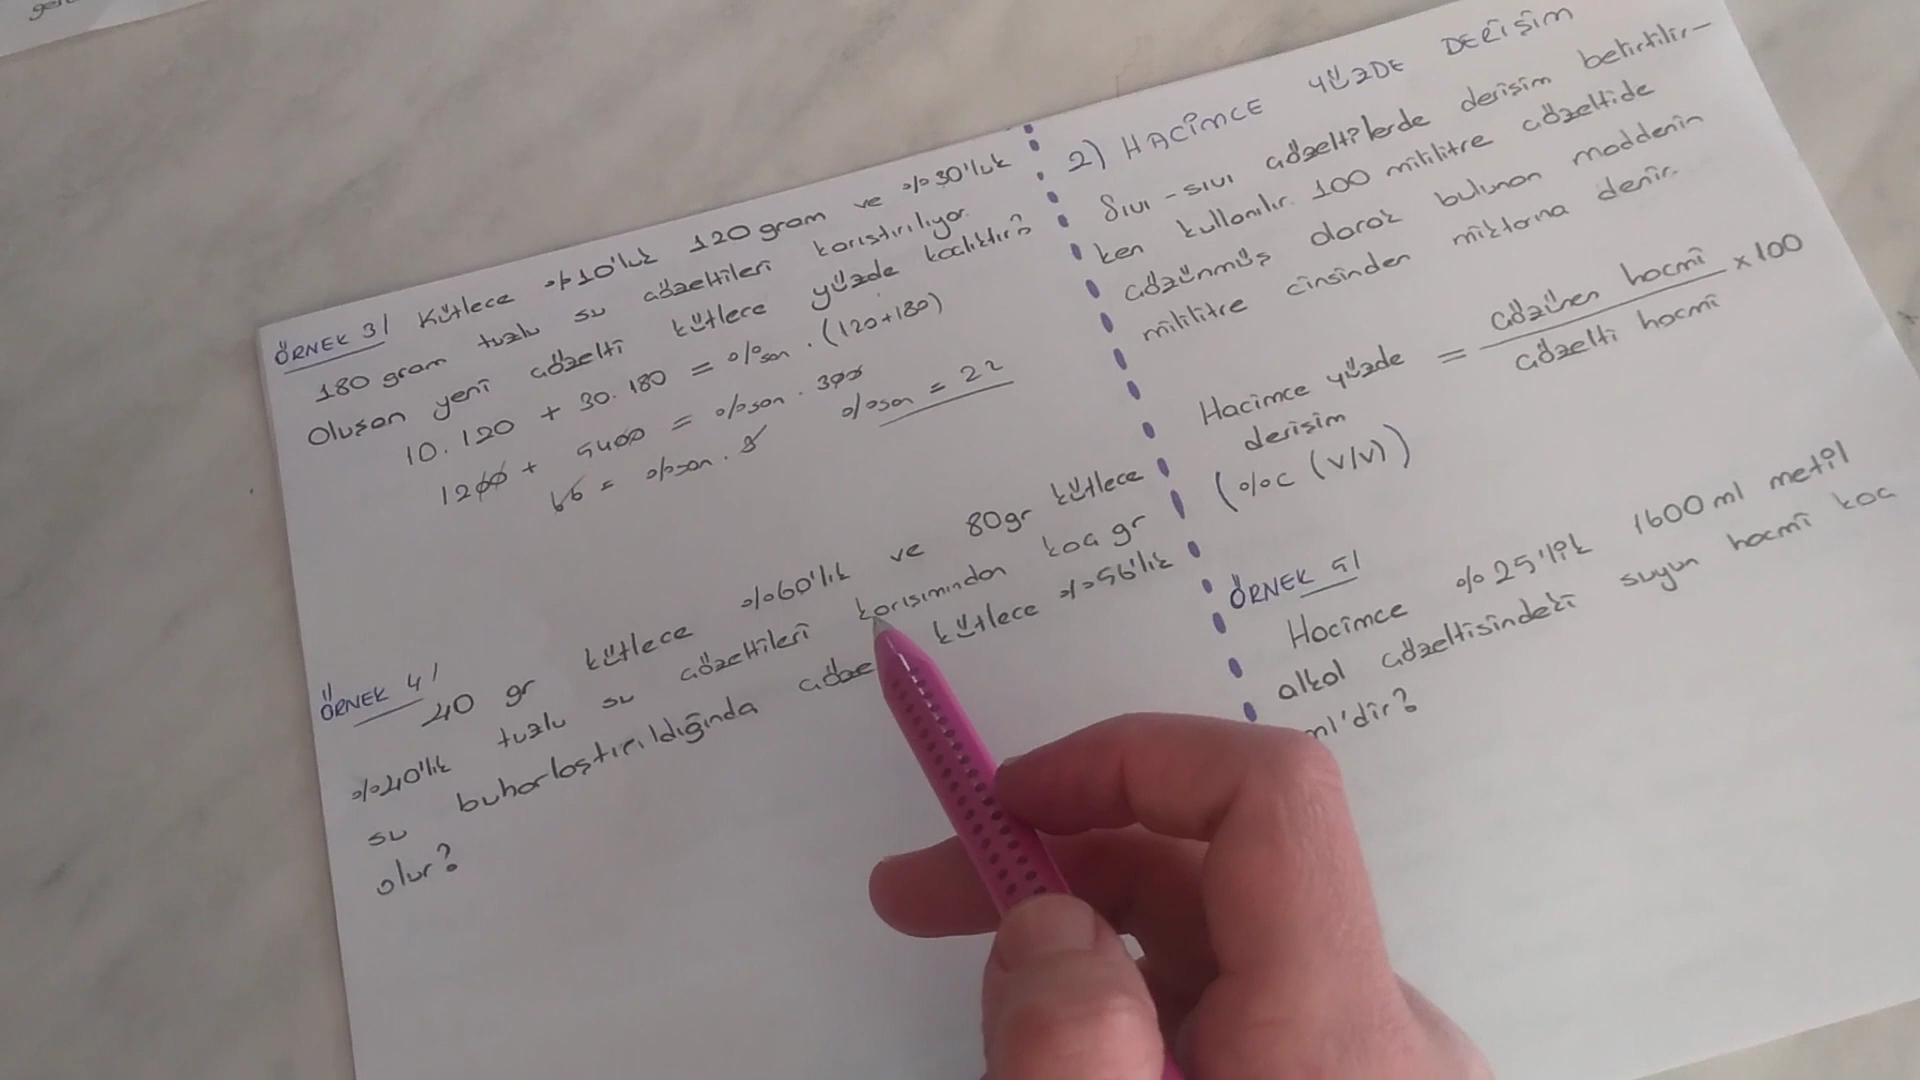 ÖRNEK 3/ Kütlece %10'luk 120 gram ve %30'luk
180 gram tuzlu su çözeltileri karıştırılıyor.
Oluşan yeni çözelti kütlece yüzde kaçlıktır?
10.120 + 30.180 = %son . (120+180)
1200 + 5400 = %son . 300
66 = %son . 3
%son = 22
ÖRNEK 4/
40 gr kütlece %60'lık ve 80gr kütlece
%40'lık tuzlu su çözeltileri karışımından kaç gr
su buharlaştırıldığında kütlece %56'lık
olur?
2) HACİMCE YÜZDE DERİŞİM
Sıvı - sıvı çözeltilerde derişim belirtilir-
ken kullanılır. 100 mililitre çözeltide
çözünmüş olarak bulunan maddenin
mililitre cinsinden miktarına denir.
Hacimce yüzde derişim = çözünen hacmi / çözelti hacmi x 100
(%C (V/V))
ÖRNEK 5/
Hacimce %25'lik 1600 ml metil
alkol çözeltisindeki suyun hacmi kaç
ml'dir?